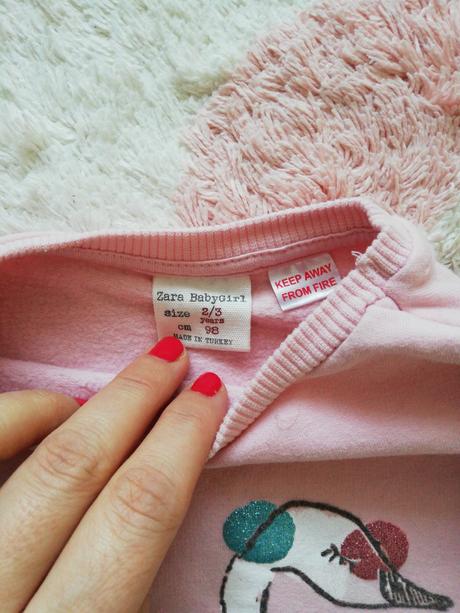 Zara BabyGirl
size 2/3
years
cm 98
MADE IN TURKEY
KEEP AWAY
FROM FIRE